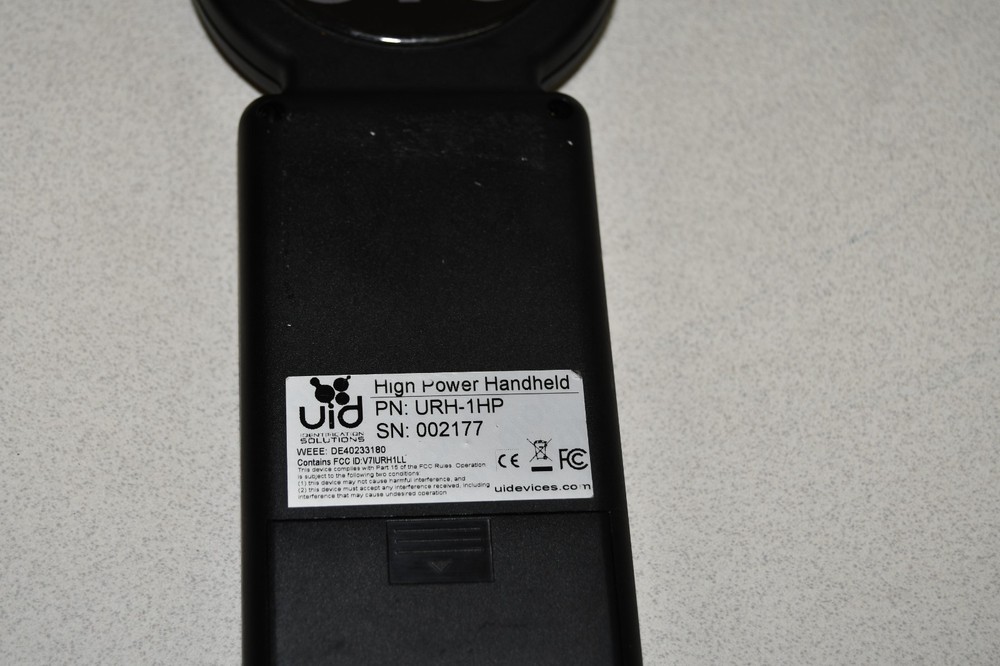 High Power Handheld
uid
IDENTIFICATION
SOLUTIONS
PN: URH-1HP
SN: 002177
WEEE: DE40233180
Contains FCC ID:V7IURH1LL
This device complies with Part 15 of the FCC Rules Operation
is subject to the following two conditions:
(1) this device may not cause harmful interference, and
(2) this device must accept any interference received, including
interference that may cause undesired operation
CE
FC
uidevices.com